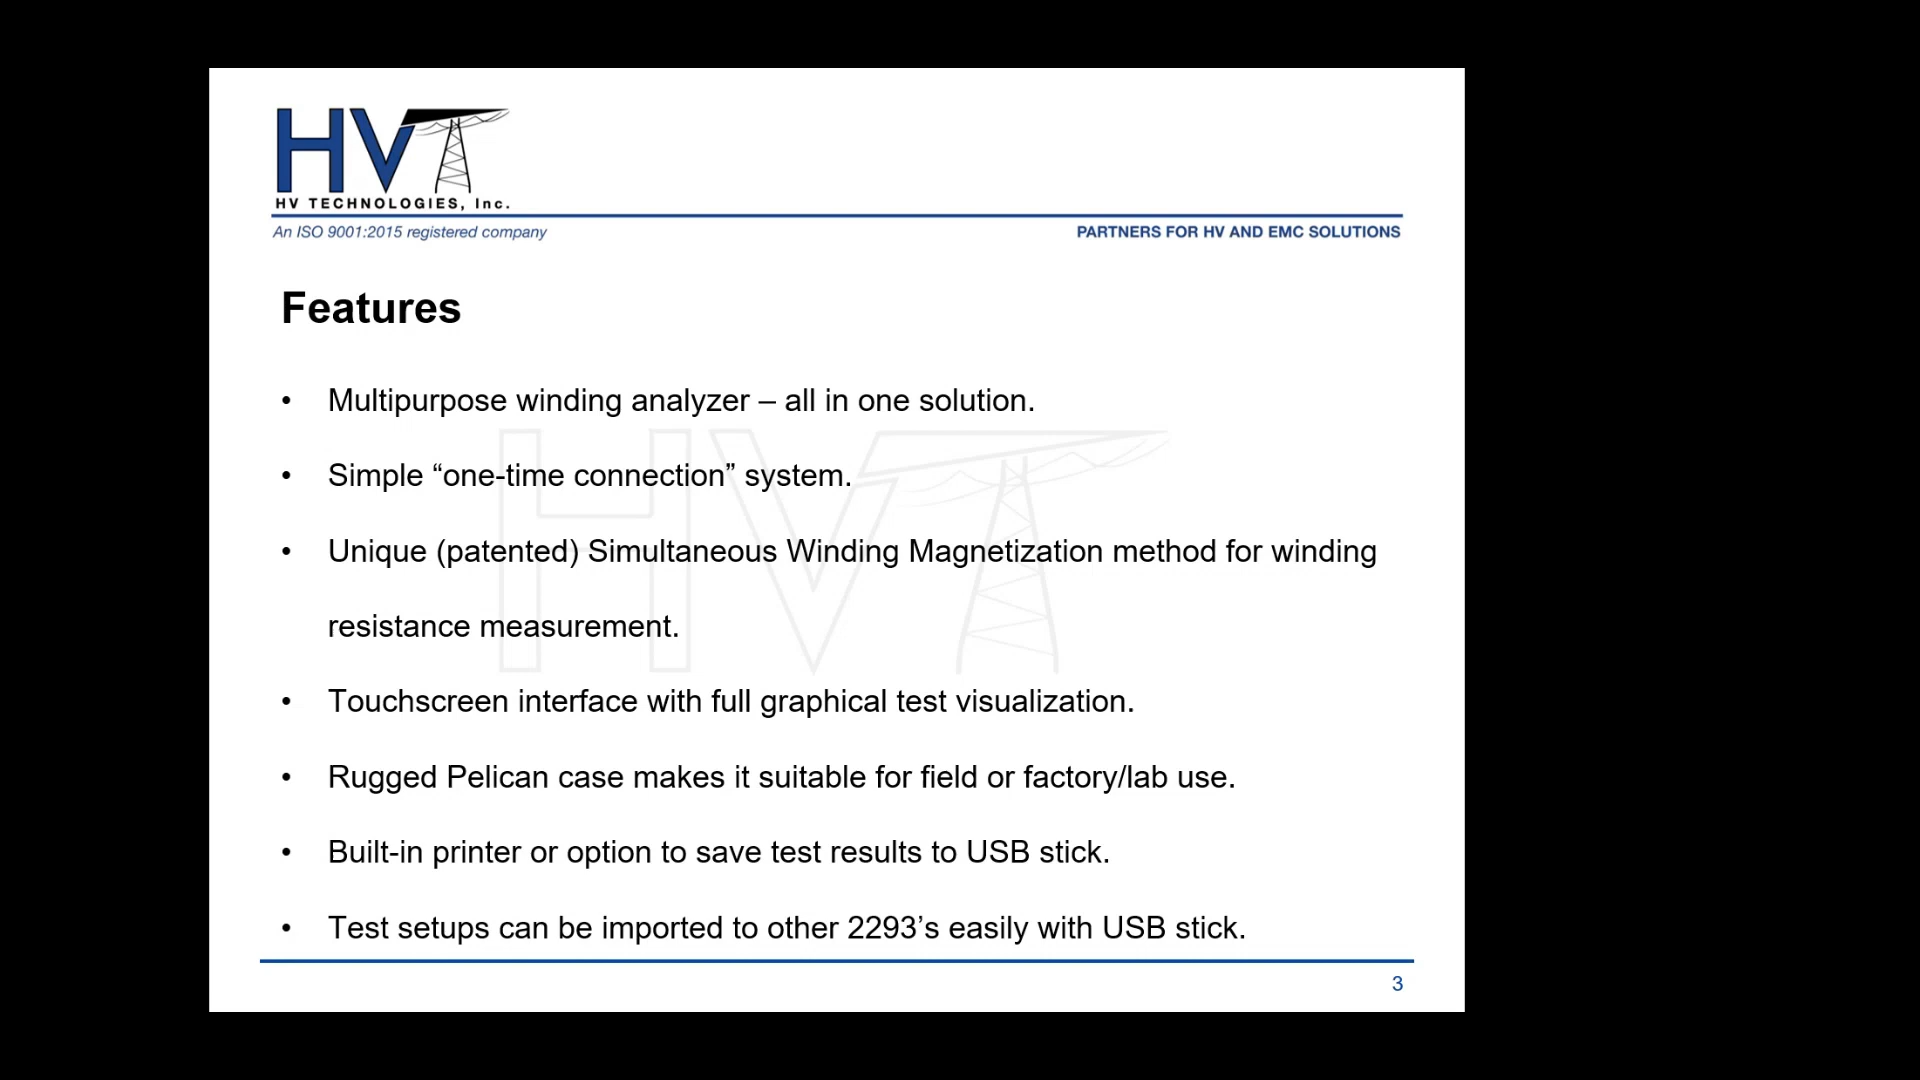 HVT
HV TECHNOLOGIES, Inc.
An ISO 9001:2015 registered company
PARTNERS FOR HV AND EMC SOLUTIONS
Features
• Multipurpose winding analyzer – all in one solution.
• Simple “one-time connection” system.
• Unique (patented) Simultaneous Winding Magnetization method for winding
resistance measurement.
• Touchscreen interface with full graphical test visualization.
• Rugged Pelican case makes it suitable for field or factory/lab use.
• Built-in printer or option to save test results to USB stick.
• Test setups can be imported to other 2293’s easily with USB stick.
3